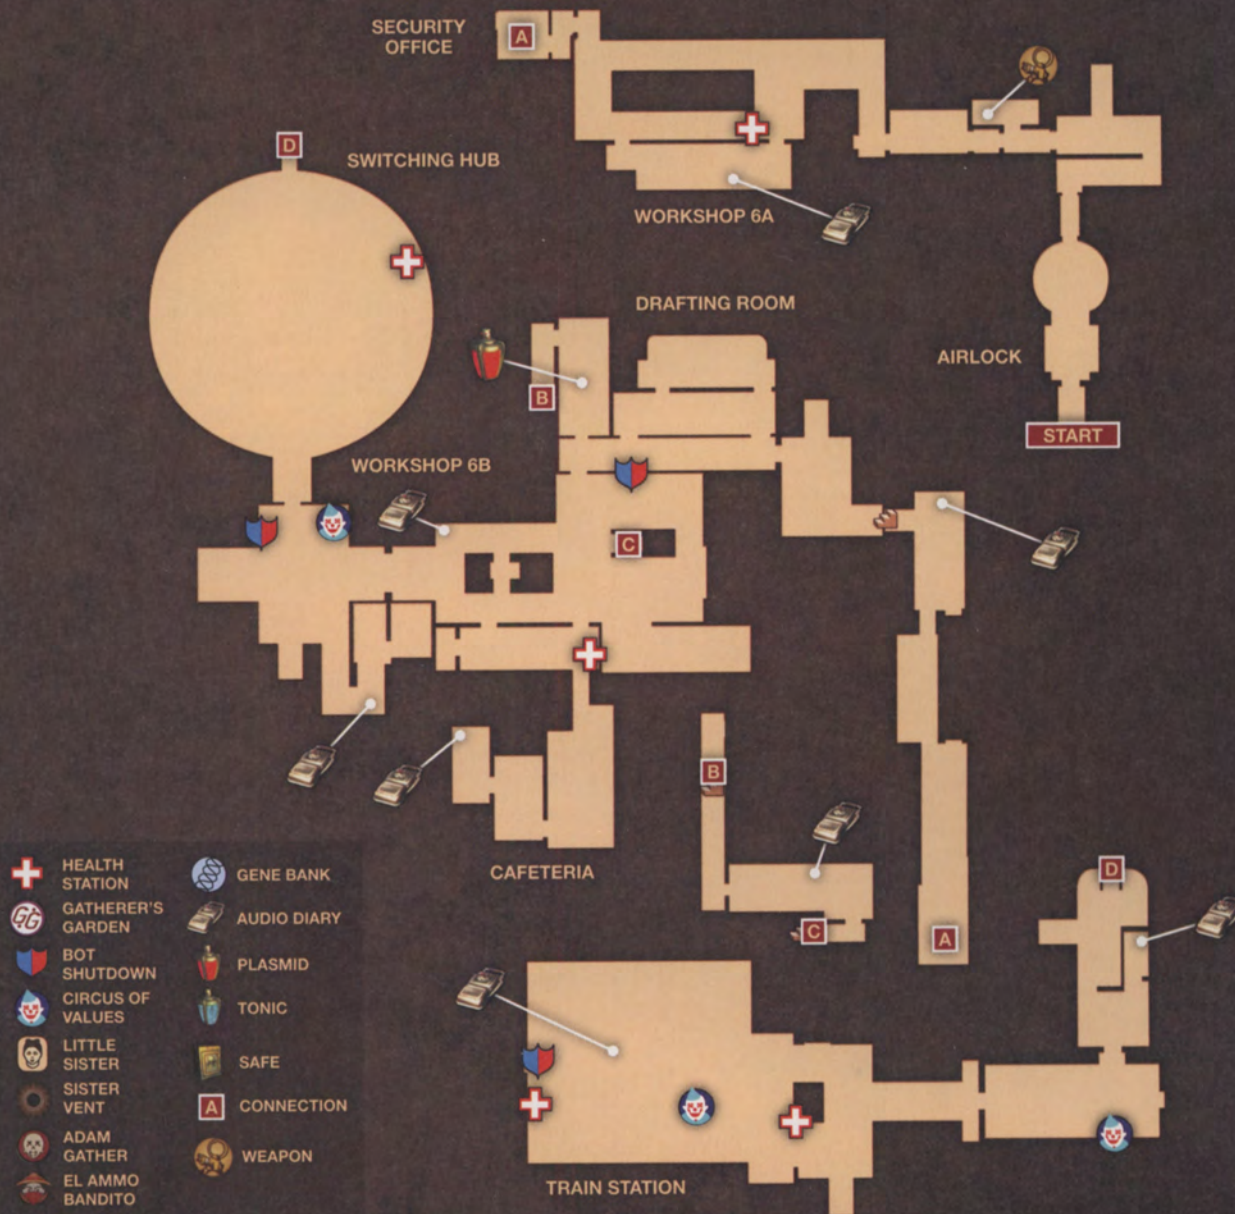 SECURITY
OFFICE
A
D
SWITCHING HUB
WORKSHOP 6A
DRAFTING ROOM
AIRLOCK
START
B
WORKSHOP 6B
C
B
CAFETERIA
C
A
D
TRAIN STATION
HEALTH
STATION
GG
GATHERER'S
GARDEN
BOT
SHUTDOWN
CIRCUS OF
VALUES
LITTLE
SISTER
SISTER
VENT
ADAM
GATHER
EL AMMO
BANDITO
GENE BANK
AUDIO DIARY
PLASMID
TONIC
SAFE
A CONNECTION
WEAPON